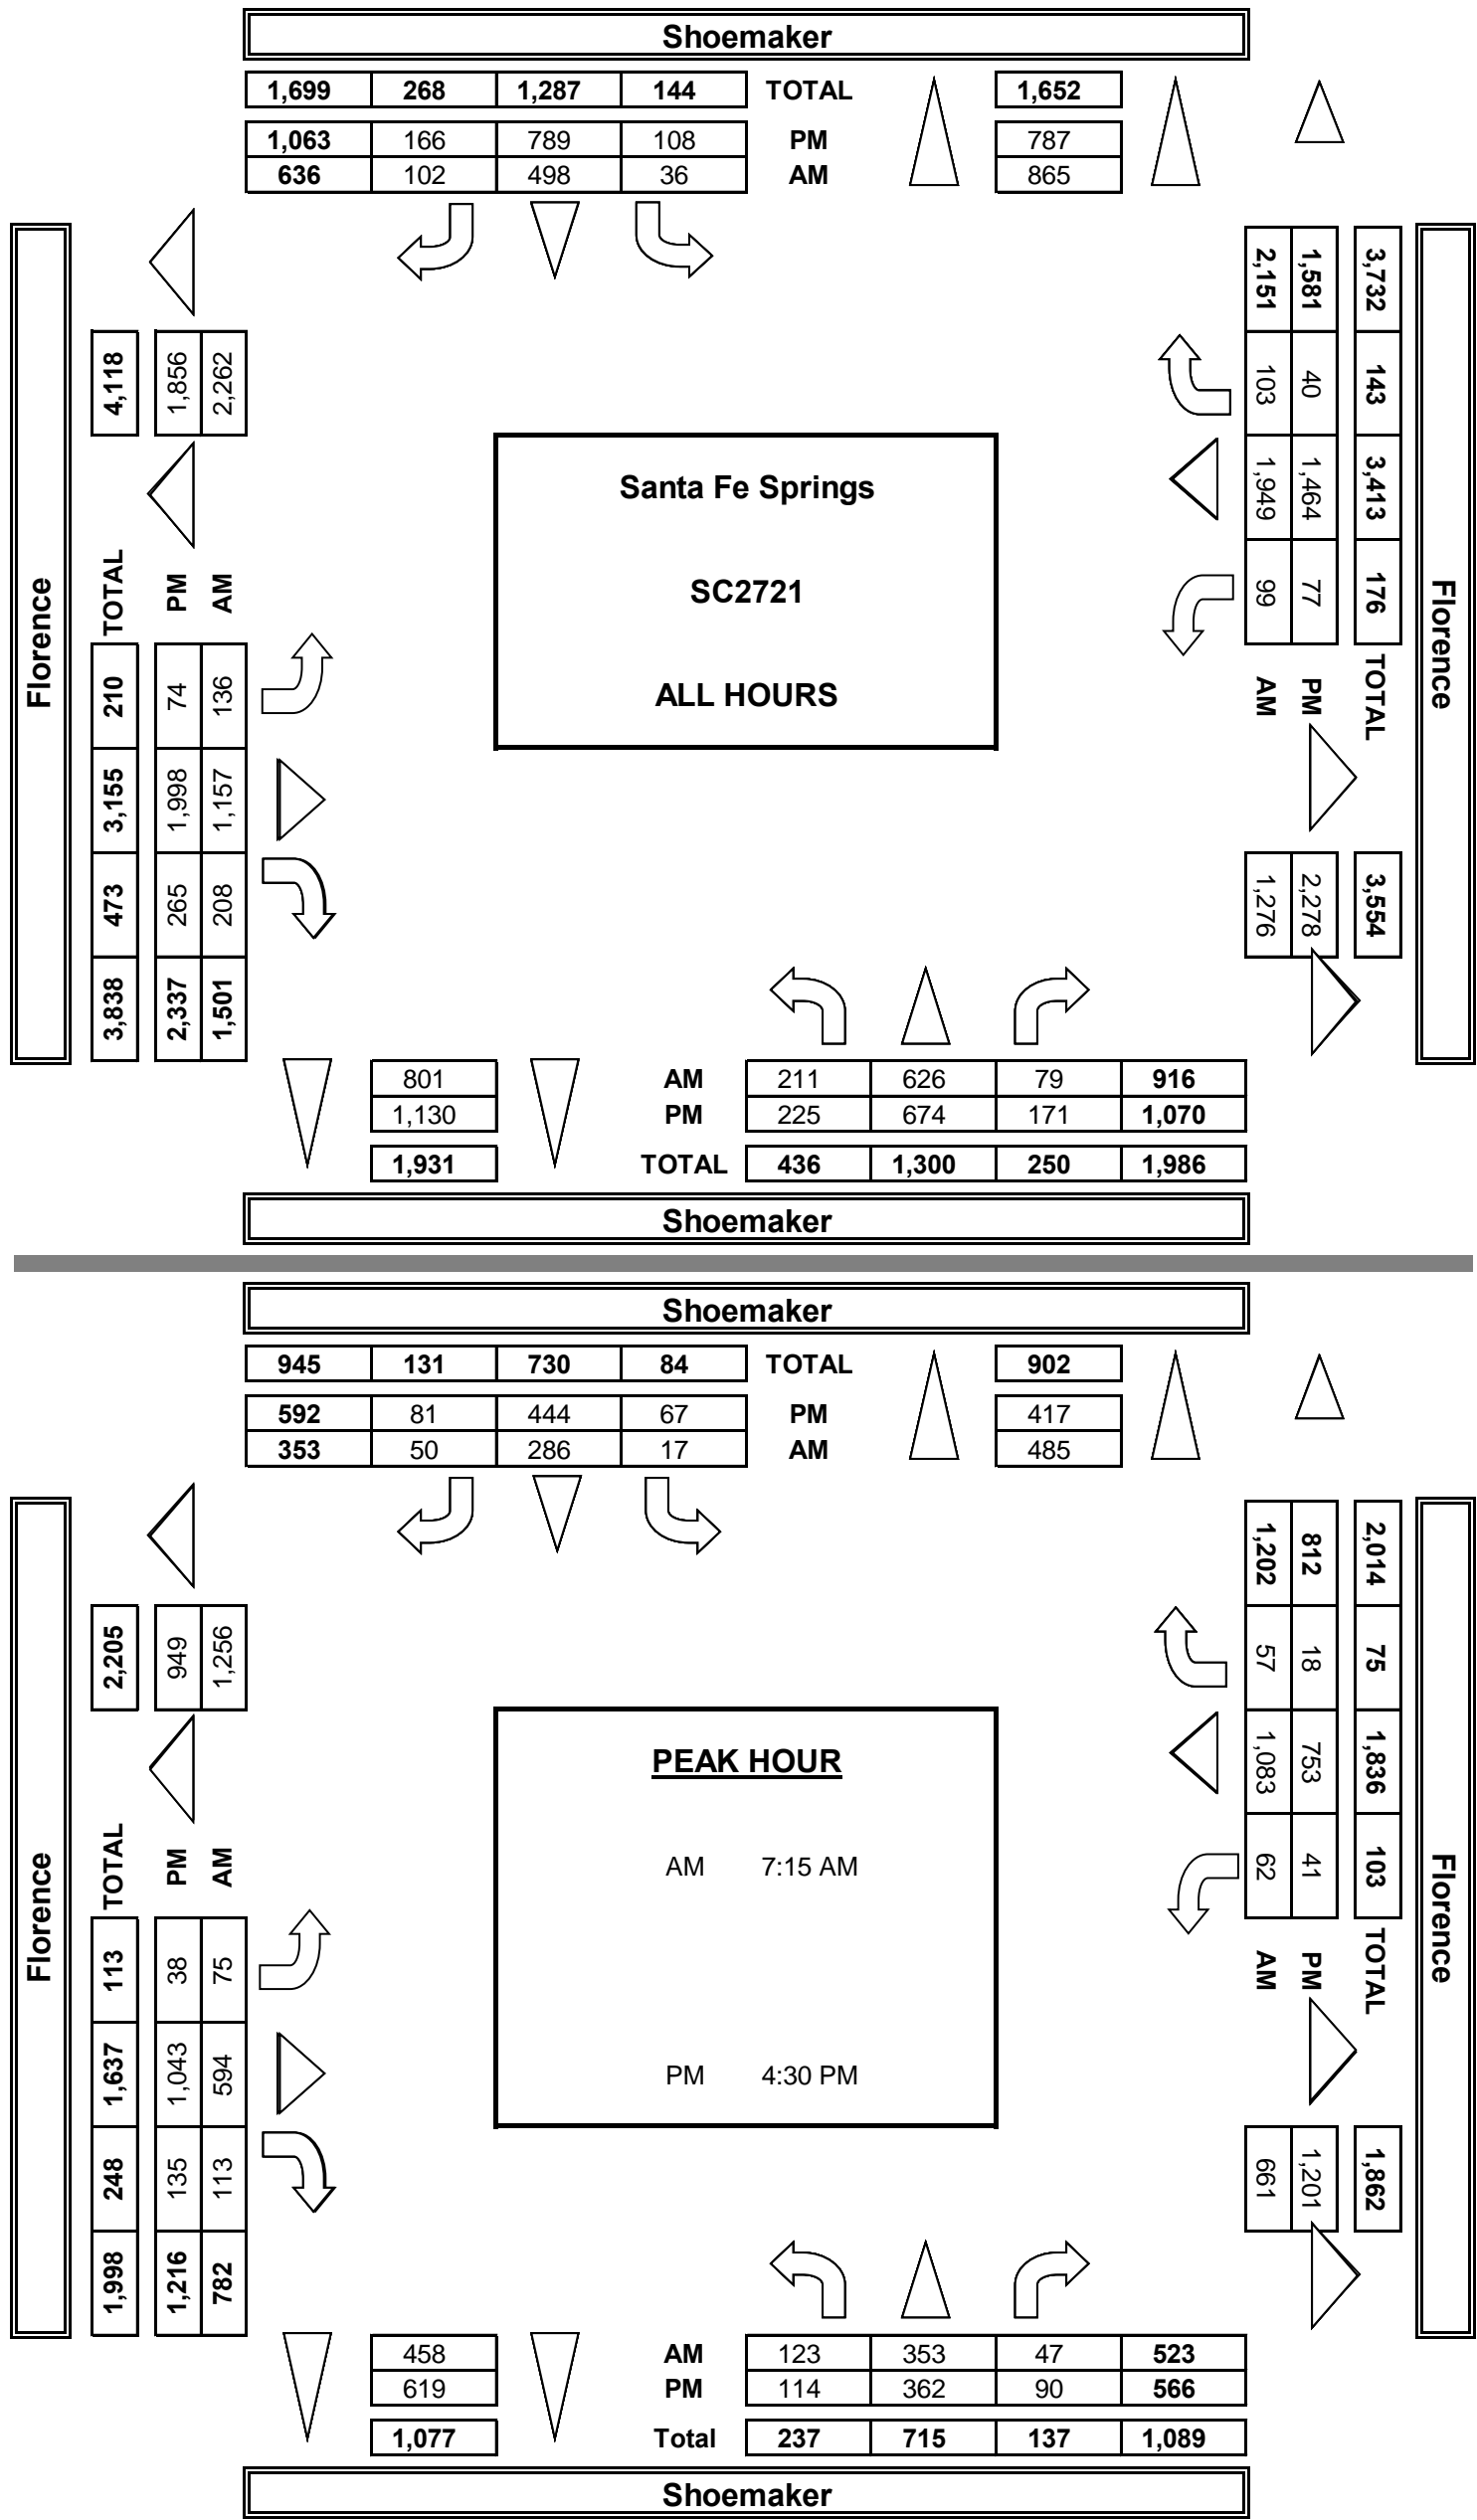 Shoemaker
1,699 268 1,287 144 TOTAL 1,652
1,063 166 789 108 PM 787
636 102 498 36 AM 865
Florence
4,118
1,856
2,262
TOTAL
PM
AM
210 3,155 473 3,838
74 1,998 265 2,337
136 1,157 208 1,501
Santa Fe Springs
SC2721
ALL HOURS
3,732 143 3,413 176 TOTAL 3,554
1,581 40 1,464 77 PM 2,278
2,151 103 1,949 99 AM 1,276
Florence
801 AM 211 626 79 916
1,130 PM 225 674 171 1,070
1,931 TOTAL 436 1,300 250 1,986
Shoemaker
Shoemaker
945 131 730 84 TOTAL 902
592 81 444 67 PM 417
353 50 286 17 AM 485
Florence
2,205
949
1,256
TOTAL
PM
AM
113 1,637 248 1,998
38 1,043 135 1,216
75 594 113 782
PEAK HOUR
AM 7:15 AM
PM 4:30 PM
2,014 75 1,836 103 TOTAL 1,862
812 18 753 41 PM 1,201
1,202 57 1,083 62 AM 661
Florence
458 AM 123 353 47 523
619 PM 114 362 90 566
1,077 Total 237 715 137 1,089
Shoemaker